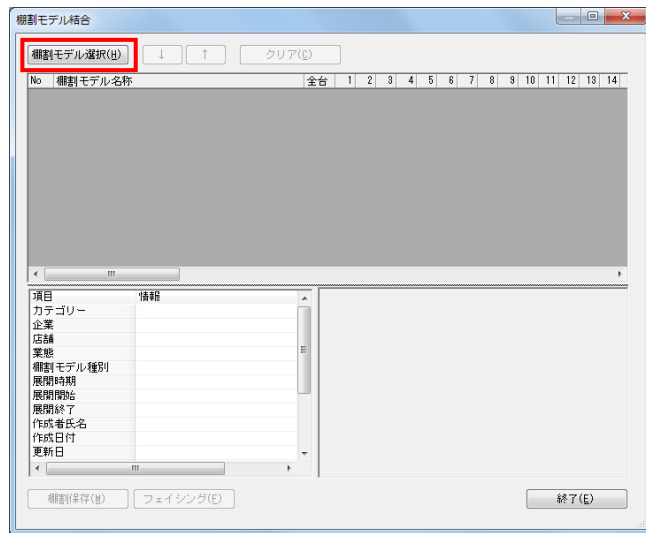 棚割モデル結合
棚割モデル選択(H) ↓ ↑ クリア(C)
No 棚割モデル名称 全台 1 2 3 4 5 6 7 8 9 10 11 12 13 14
項目 情報
カテゴリー
企業
店舗
業態
棚割モデル種別
展開時期
展開開始
展開終了
作成者氏名
作成日付
更新日
棚割保存(M) フェイシング(F) 終了(E)